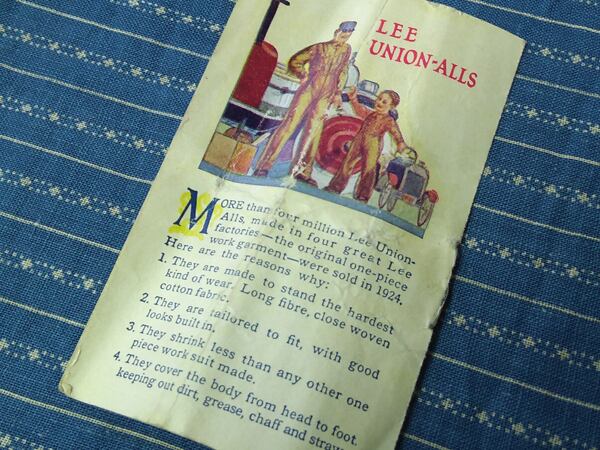 LEE
UNION-ALLS
MORE than four million Lee Union-
Alls, made in four great Lee
factories—the original one-piece
work garment—were sold in 1924.
Here are the reasons why:
1. They are made to stand the hardest
kind of wear. Long fibre, close woven
cotton fabric.
2. They are tailored to fit, with good
looks built in.
3. They shrink less than any other one
piece work suit made.
4. They cover the body from head to foot.
keeping out dirt, grease, chaff and straw